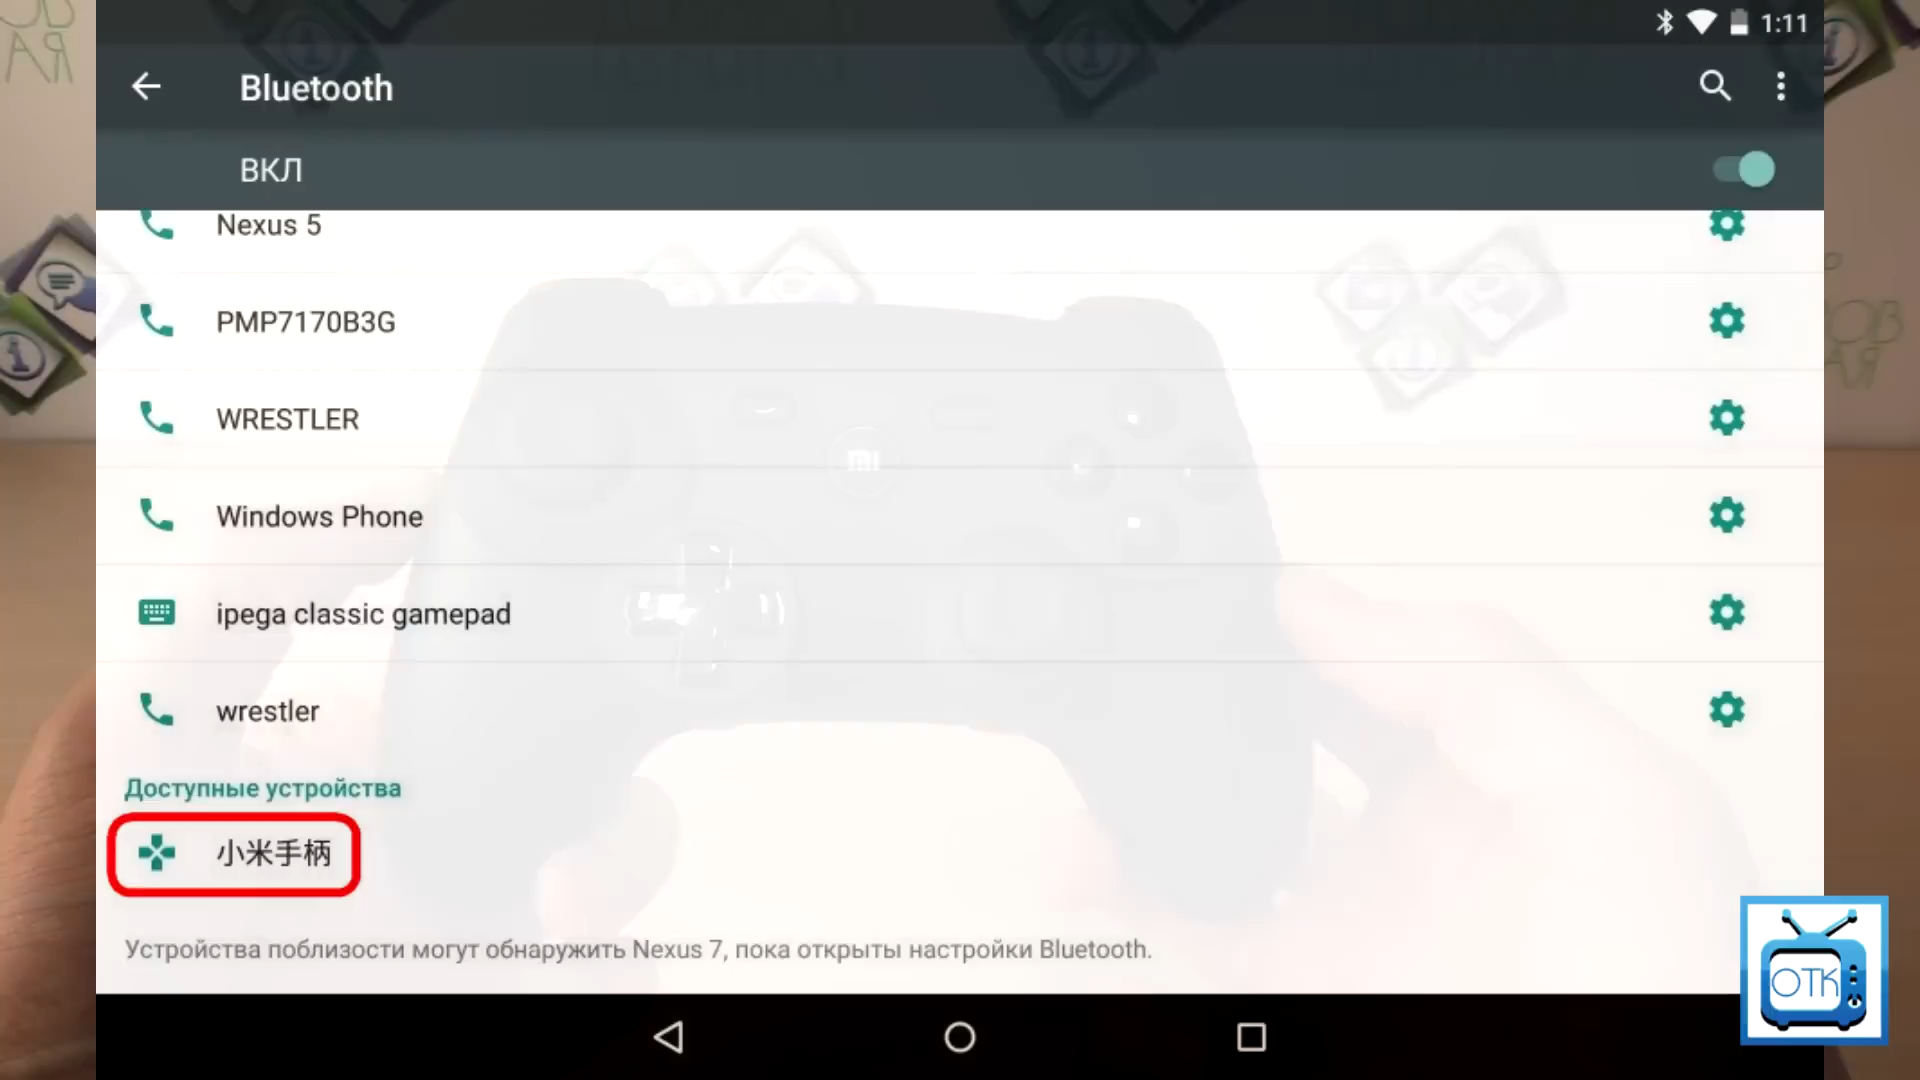 1:11
Bluetooth
ВКЛ
Nexus 5
PMP7170B3G
WRESTLER
Windows Phone
ipega classic gamepad
wrestler
Доступные устройства
小米手柄
Устройства поблизости могут обнаружить Nexus 7, пока открыты настройки Bluetooth.
ОТК